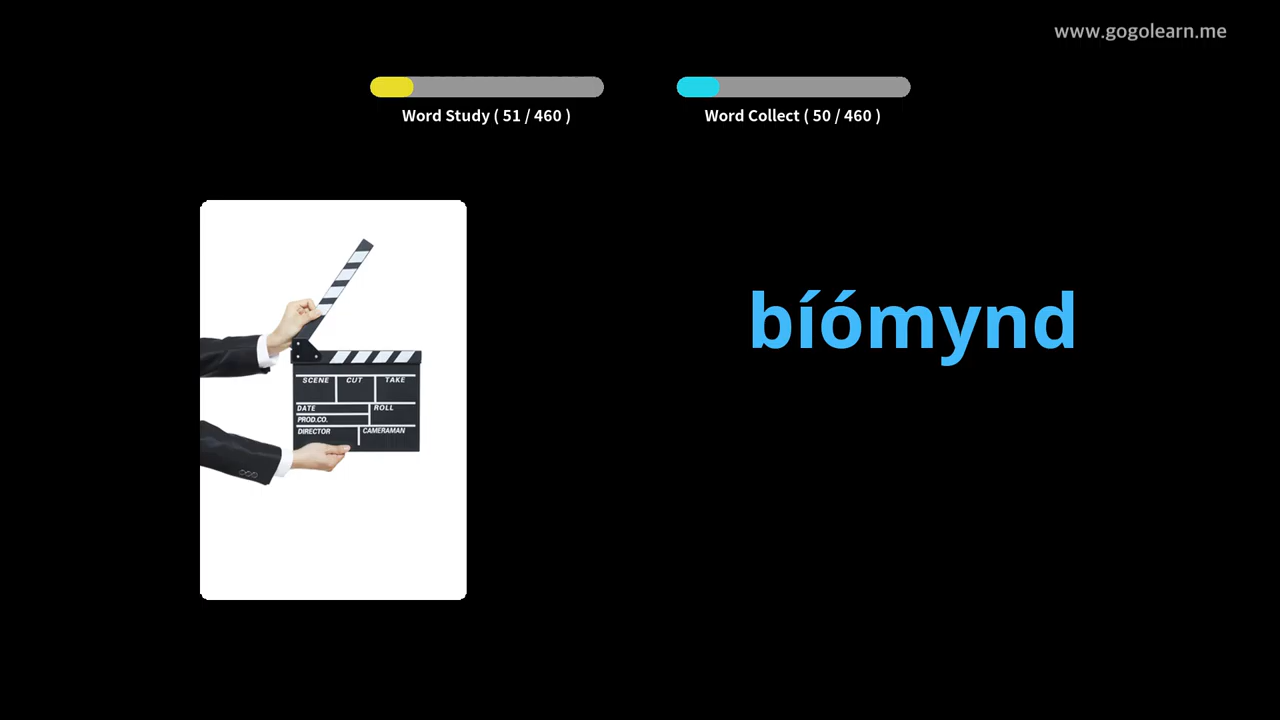 www.gogolearn.me
Word Study ( 51 / 460 )
Word Collect ( 50 / 460 )
bíómynd
SCENE CUT TAKE
DATE ROLL
PROD.CO.
DIRECTOR CAMERAMAN